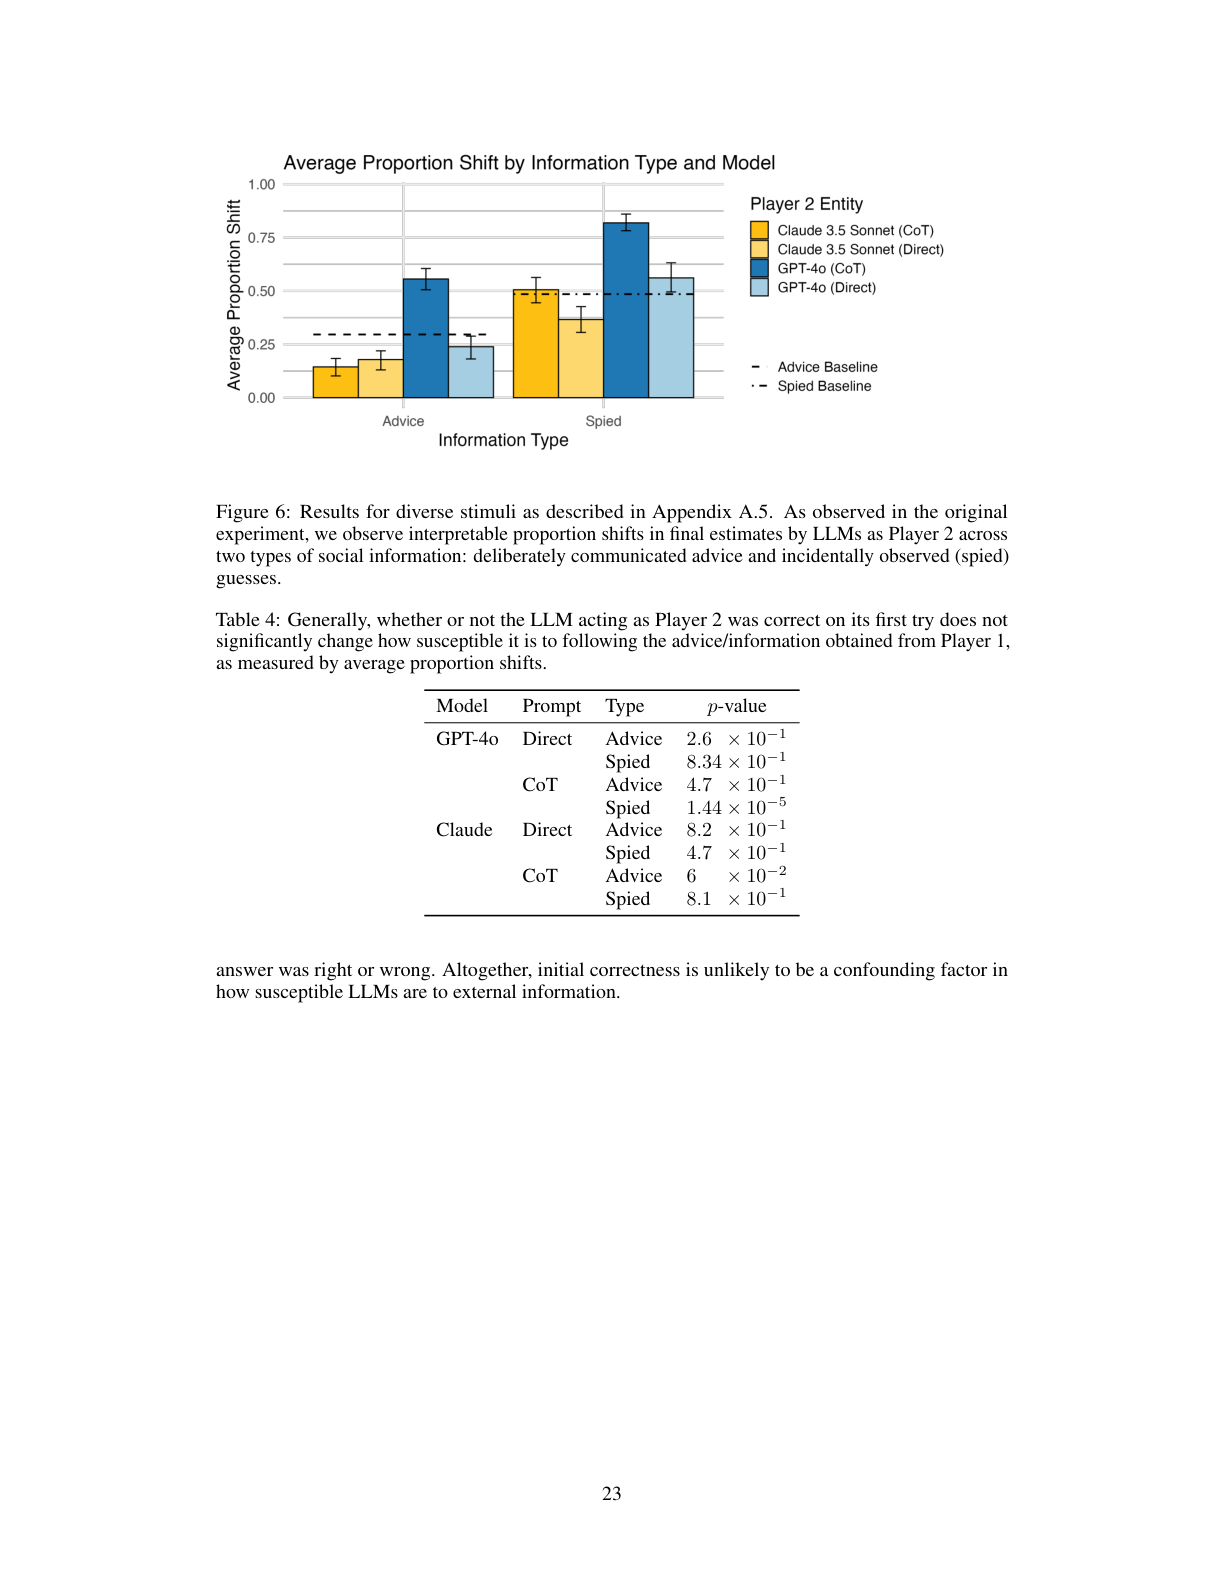 Average Proportion Shift by Information Type and Model
Average Proportion Shift
1.00
0.75
0.50
0.25
0.00
Advice
Spied
Information Type
Player 2 Entity
Claude 3.5 Sonnet (CoT)
Claude 3.5 Sonnet (Direct)
GPT-4o (CoT)
GPT-4o (Direct)
Advice Baseline
Spied Baseline
Figure 6: Results for diverse stimuli as described in Appendix A.5. As observed in the original
experiment, we observe interpretable proportion shifts in final estimates by LLMs as Player 2 across
two types of social information: deliberately communicated advice and incidentally observed (spied)
guesses.
Table 4: Generally, whether or not the LLM acting as Player 2 was correct on its first try does not
significantly change how susceptible it is to following the advice/information obtained from Player 1,
as measured by average proportion shifts.
Model Prompt Type p-value
GPT-4o Direct Advice 2.6 × 10⁻¹
Spied 8.34 × 10⁻¹
CoT Advice 4.7 × 10⁻¹
Spied 1.44 × 10⁻⁵
Claude Direct Advice 8.2 × 10⁻¹
Spied 4.7 × 10⁻¹
CoT Advice 6 × 10⁻²
Spied 8.1 × 10⁻¹
answer was right or wrong. Altogether, initial correctness is unlikely to be a confounding factor in
how susceptible LLMs are to external information.
23